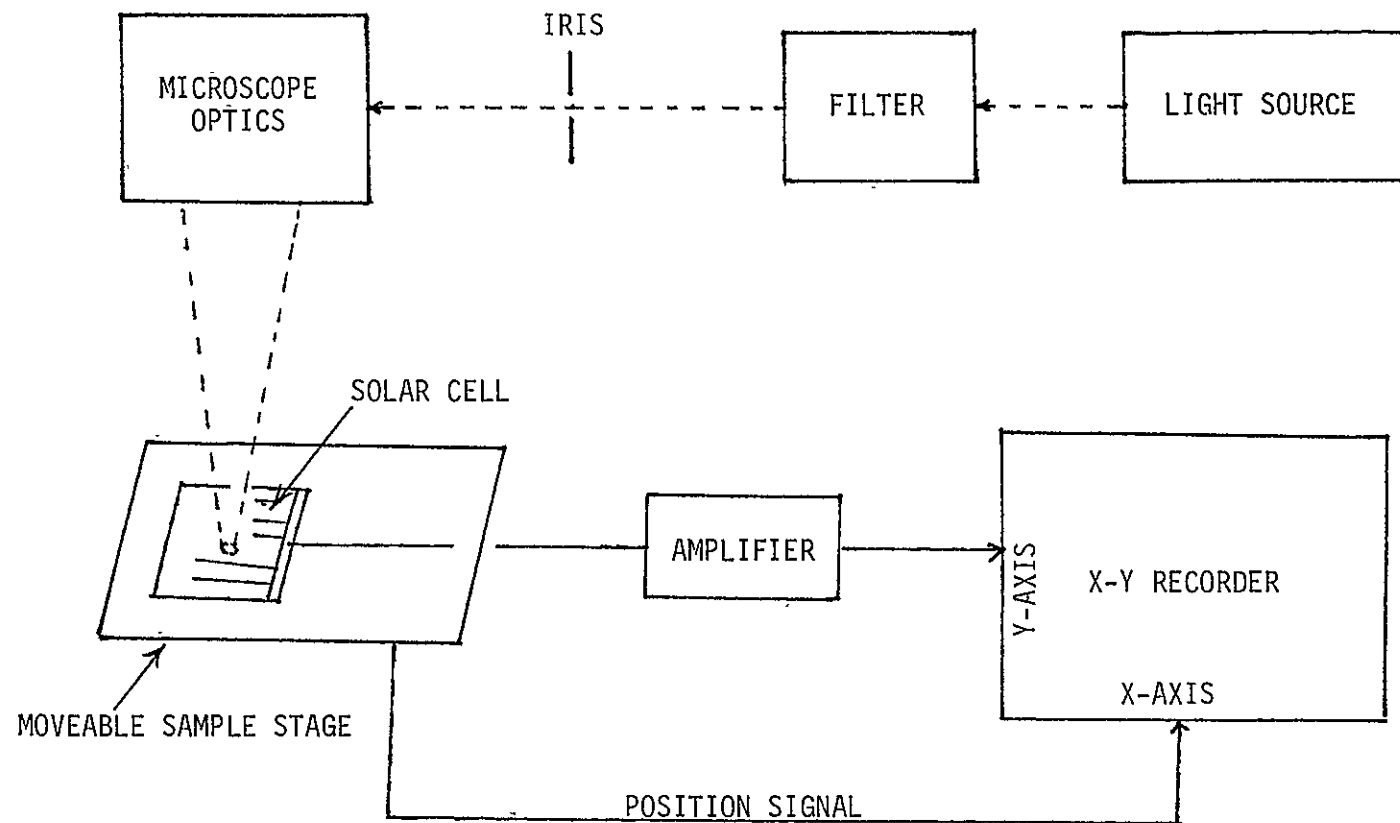 IRIS
MICROSCOPE
OPTICS
FILTER
LIGHT SOURCE
SOLAR CELL
AMPLIFIER
Y-AXIS
X-Y RECORDER
X-AXIS
MOVEABLE SAMPLE STAGE
POSITION SIGNAL